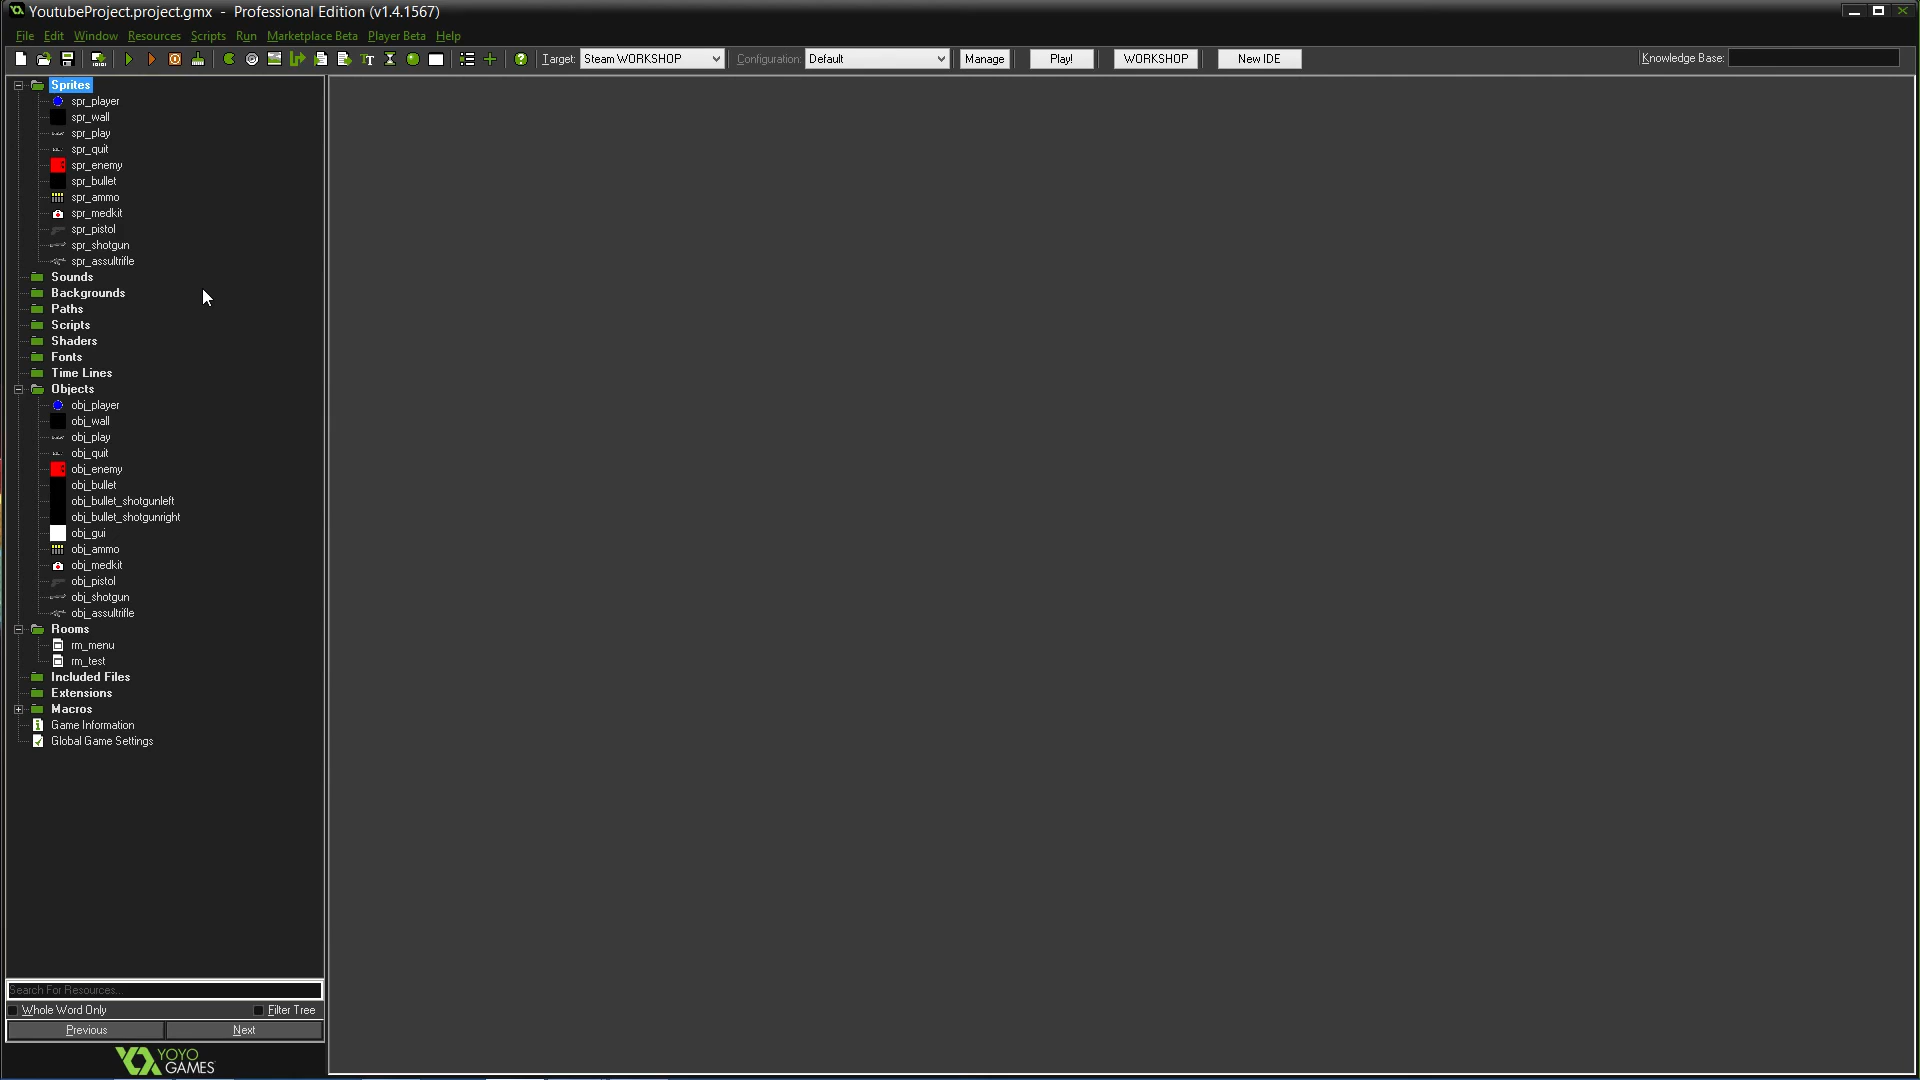 YoutubeProject.project.gmx - Professional Edition (v1.4.1567)
File Edit Window Resources Scripts Run Marketplace Beta Player Beta Help
Target: Steam WORKSHOP Configuration: Default Manage Play! WORKSHOP New IDE Knowledge Base:
Sprites
spr_player
spr_wall
spr_play
spr_quit
spr_enemy
spr_bullet
spr_ammo
spr_medkit
spr_pistol
spr_shotgun
spr_assultrifle
Sounds
Backgrounds
Paths
Scripts
Shaders
Fonts
Time Lines
Objects
obj_player
obj_wall
obj_play
obj_quit
obj_enemy
obj_bullet
obj_bullet_shotgunleft
obj_bullet_shotgunright
obj_gui
obj_ammo
obj_medkit
obj_pistol
obj_shotgun
obj_assultrifle
Rooms
rm_menu
rm_test
Included Files
Extensions
Macros
Game Information
Global Game Settings
Search For Resources...
Whole Word Only Filter Tree
Previous Next
YOYO
GAMES